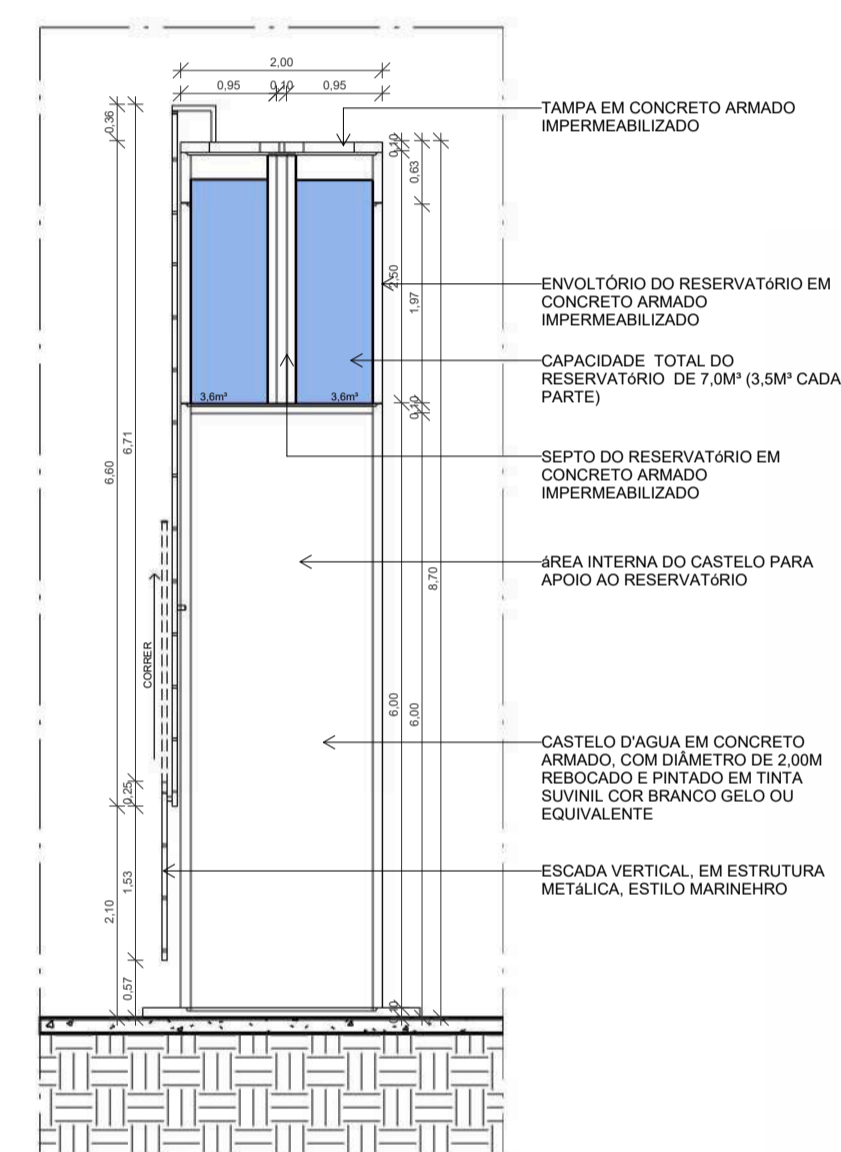 2,00
0,95
0,10
0,95
0,36
6,60
6,71
CORRER
0,25
2,10
1,53
0,57
3,6m³
3,6m³
0,10
0,63
2,50
1,97
0,10
8,70
6,00
6,00
0,10
TAMPA EM CONCRETO ARMADO
IMPERMEABILIZADO
ENVOLTÓRIO DO RESERVATóRIO EM
CONCRETO ARMADO
IMPERMEABILIZADO
CAPACIDADE TOTAL DO
RESERVATóRIO DE 7,0M³ (3,5M³ CADA
PARTE)
SEPTO DO RESERVATóRIO EM
CONCRETO ARMADO
IMPERMEABILIZADO
áREA INTERNA DO CASTELO PARA
APOIO AO RESERVATóRIO
CASTELO D'AGUA EM CONCRETO
ARMADO, COM DIÂMETRO DE 2,00M
REBOCADO E PINTADO EM TINTA
SUVINIL COR BRANCO GELO OU
EQUIVALENTE
ESCADA VERTICAL, EM ESTRUTURA
METáLICA, ESTILO MARINEHRO